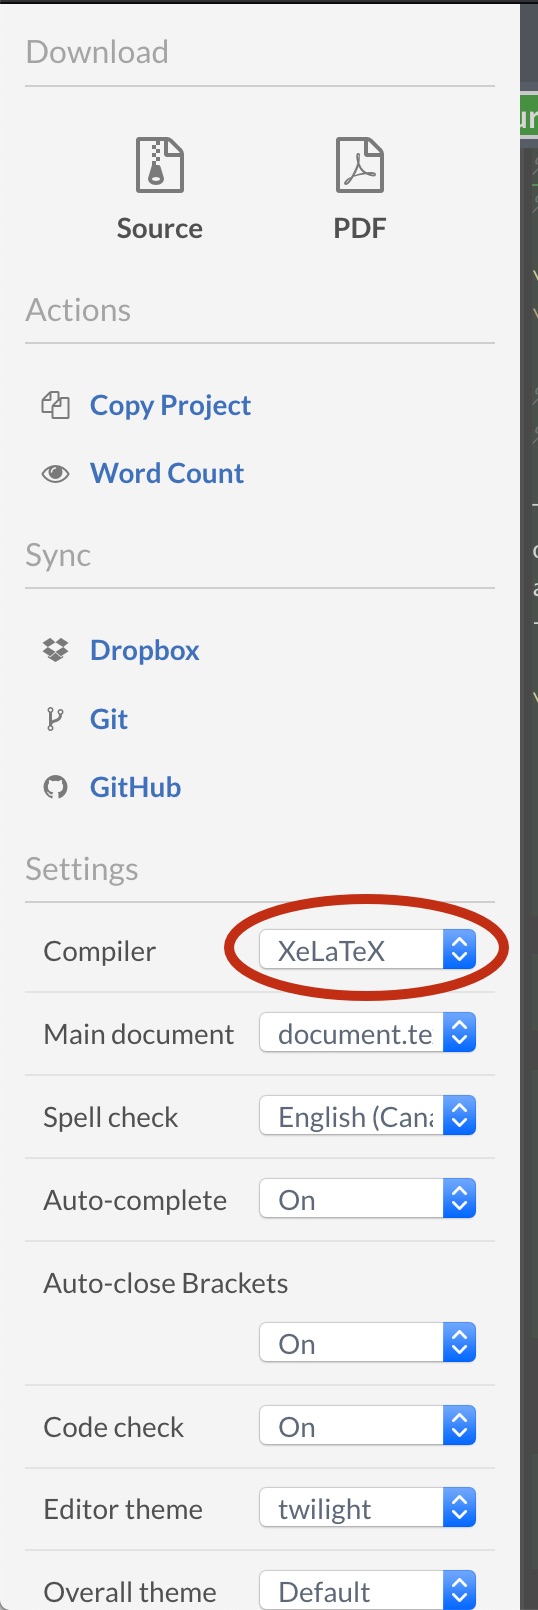 Download
Source PDF
Actions
Copy Project
Word Count
Sync
Dropbox
Git
GitHub
Settings
Compiler XeLaTeX
Main document document.te
Spell check English (Cana
Auto-complete On
Auto-close Brackets
On
Code check On
Editor theme twilight
Overall theme Default